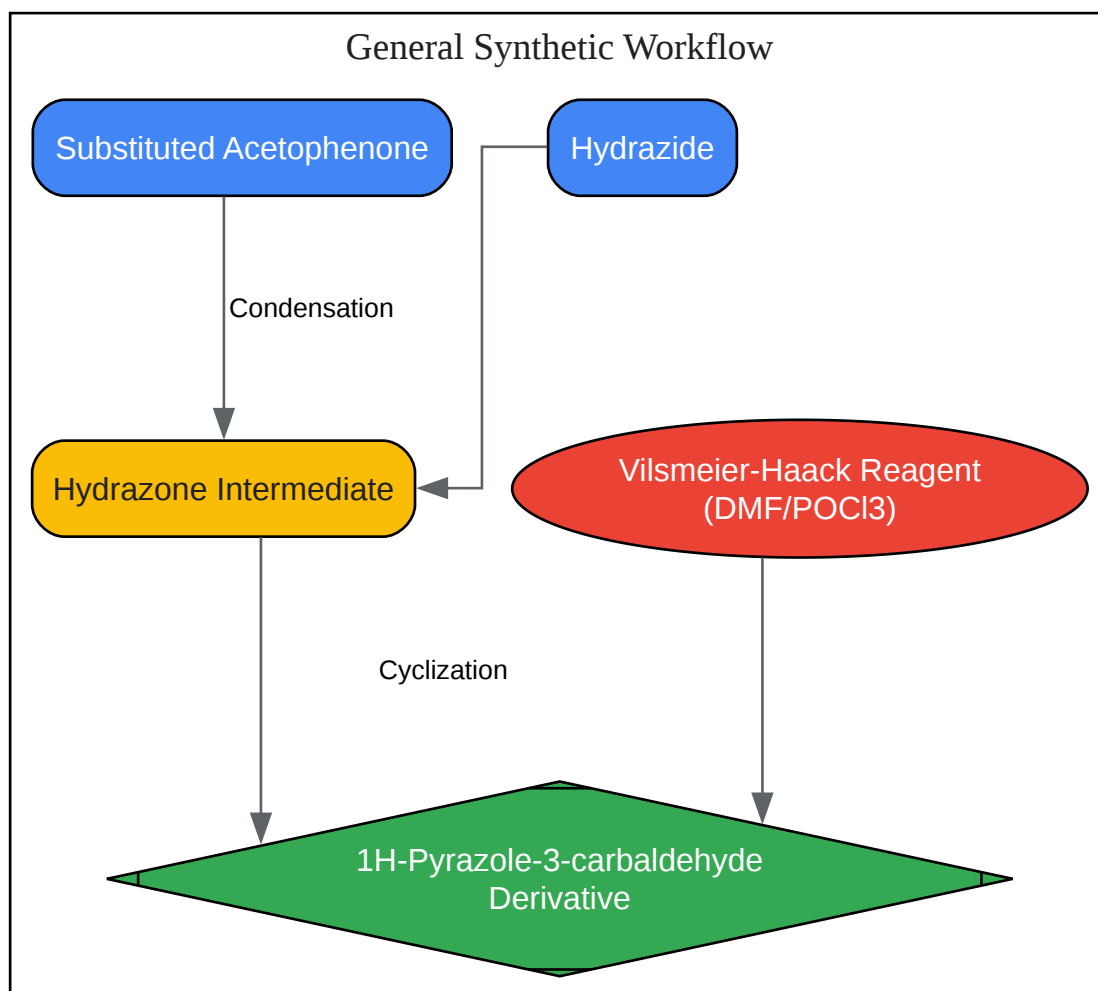 General Synthetic Workflow
Substituted Acetophenone
Hydrazide
Condensation
Hydrazone Intermediate
Vilsmeier-Haack Reagent
(DMF/POCl3)
Cyclization
1H-Pyrazole-3-carbaldehyde
Derivative